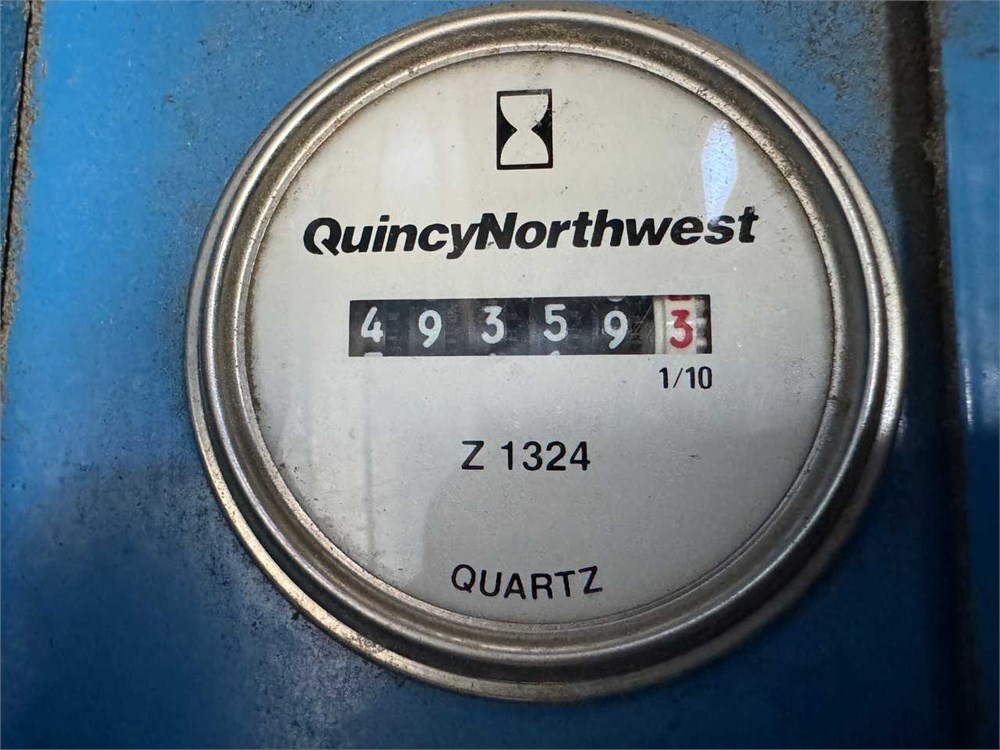 QuincyNorthwest
493593
1/10
Z 1324
QUARTZ